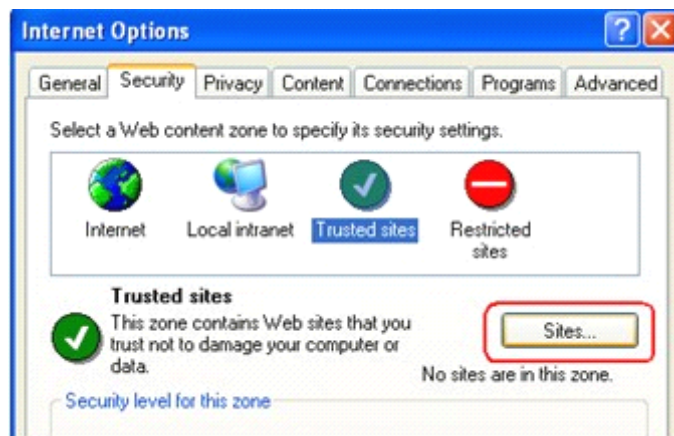 Internet Options
General Security Privacy Content Connections Programs Advanced
Select a Web content zone to specify its security settings.
Internet Local intranet Trusted sites Restricted
sites
Trusted sites
This zone contains Web sites that you
trust not to damage your computer or
data.
Sites...
No sites are in this zone.
Security level for this zone